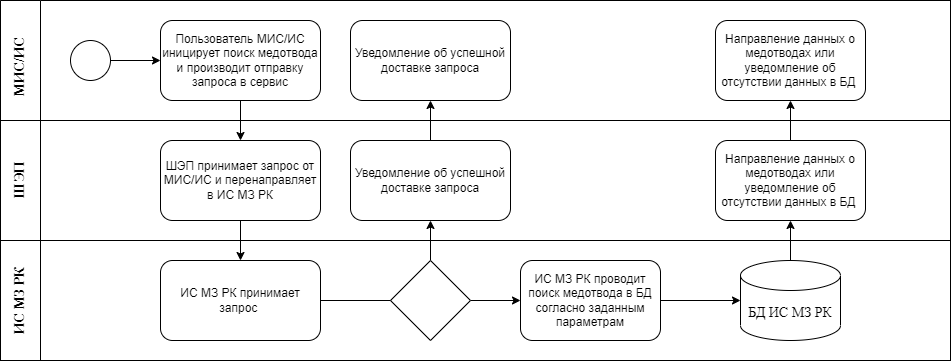 МИС/ИС
Пользователь МИС/ИС
иницирует поиск медотвода
и производит отправку
запроса в сервис
Уведомление об успешной
доставке запроса
Направление данных о
медотводах или
уведомление об
отсутствии данных в БД
ШЭП
ШЭП принимает запрос от
МИС/ИС и перенаправляет
в ИС МЗ РК
Уведомление об успешной
доставке запроса
Направление данных о
медотводах или
уведомление об
отсутствии данных в БД
ИС МЗ РК
ИС МЗ РК принимает
запрос
ИС МЗ РК проводит
поиск медотвода в БД
согласно заданным
параметрам
БД ИС МЗ РК